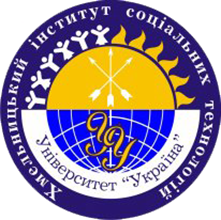 Хмельницький інститут соціальних технологій
УУ
Університет "Україна"